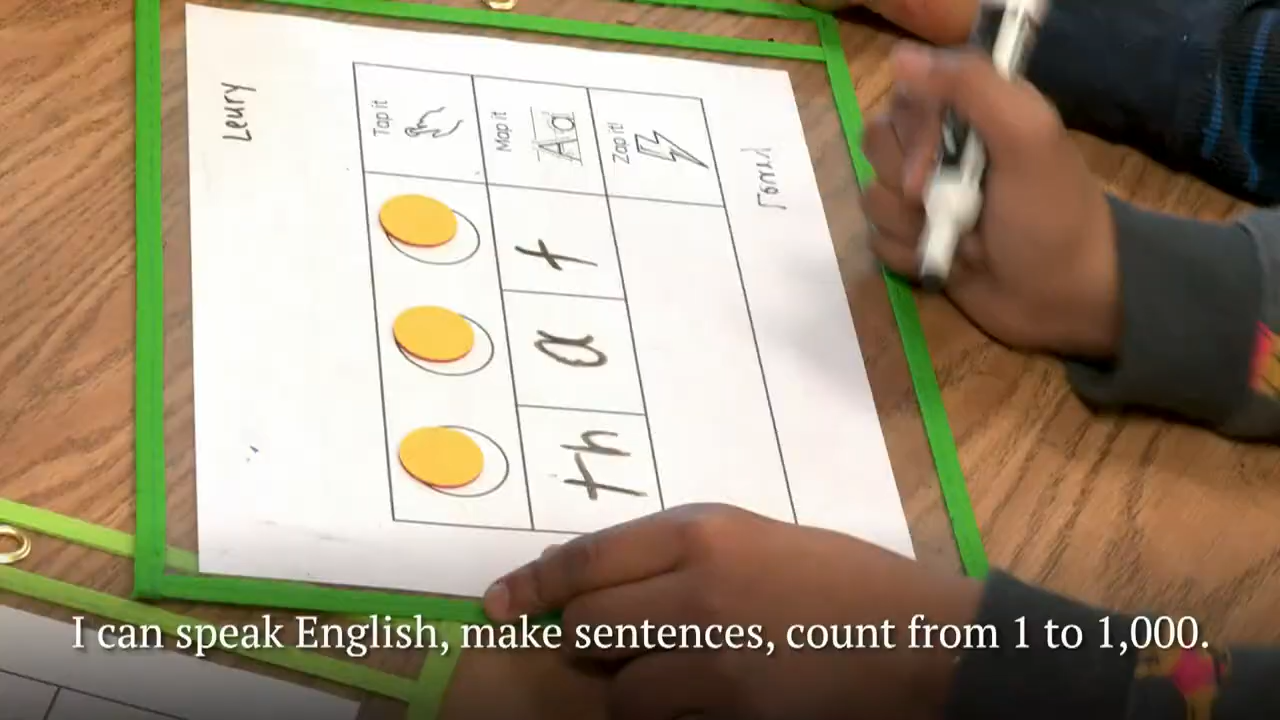 Leury
Tap it
Map it
Aa
th a t
Zap it!
I can speak English, make sentences, count from 1 to 1,000.